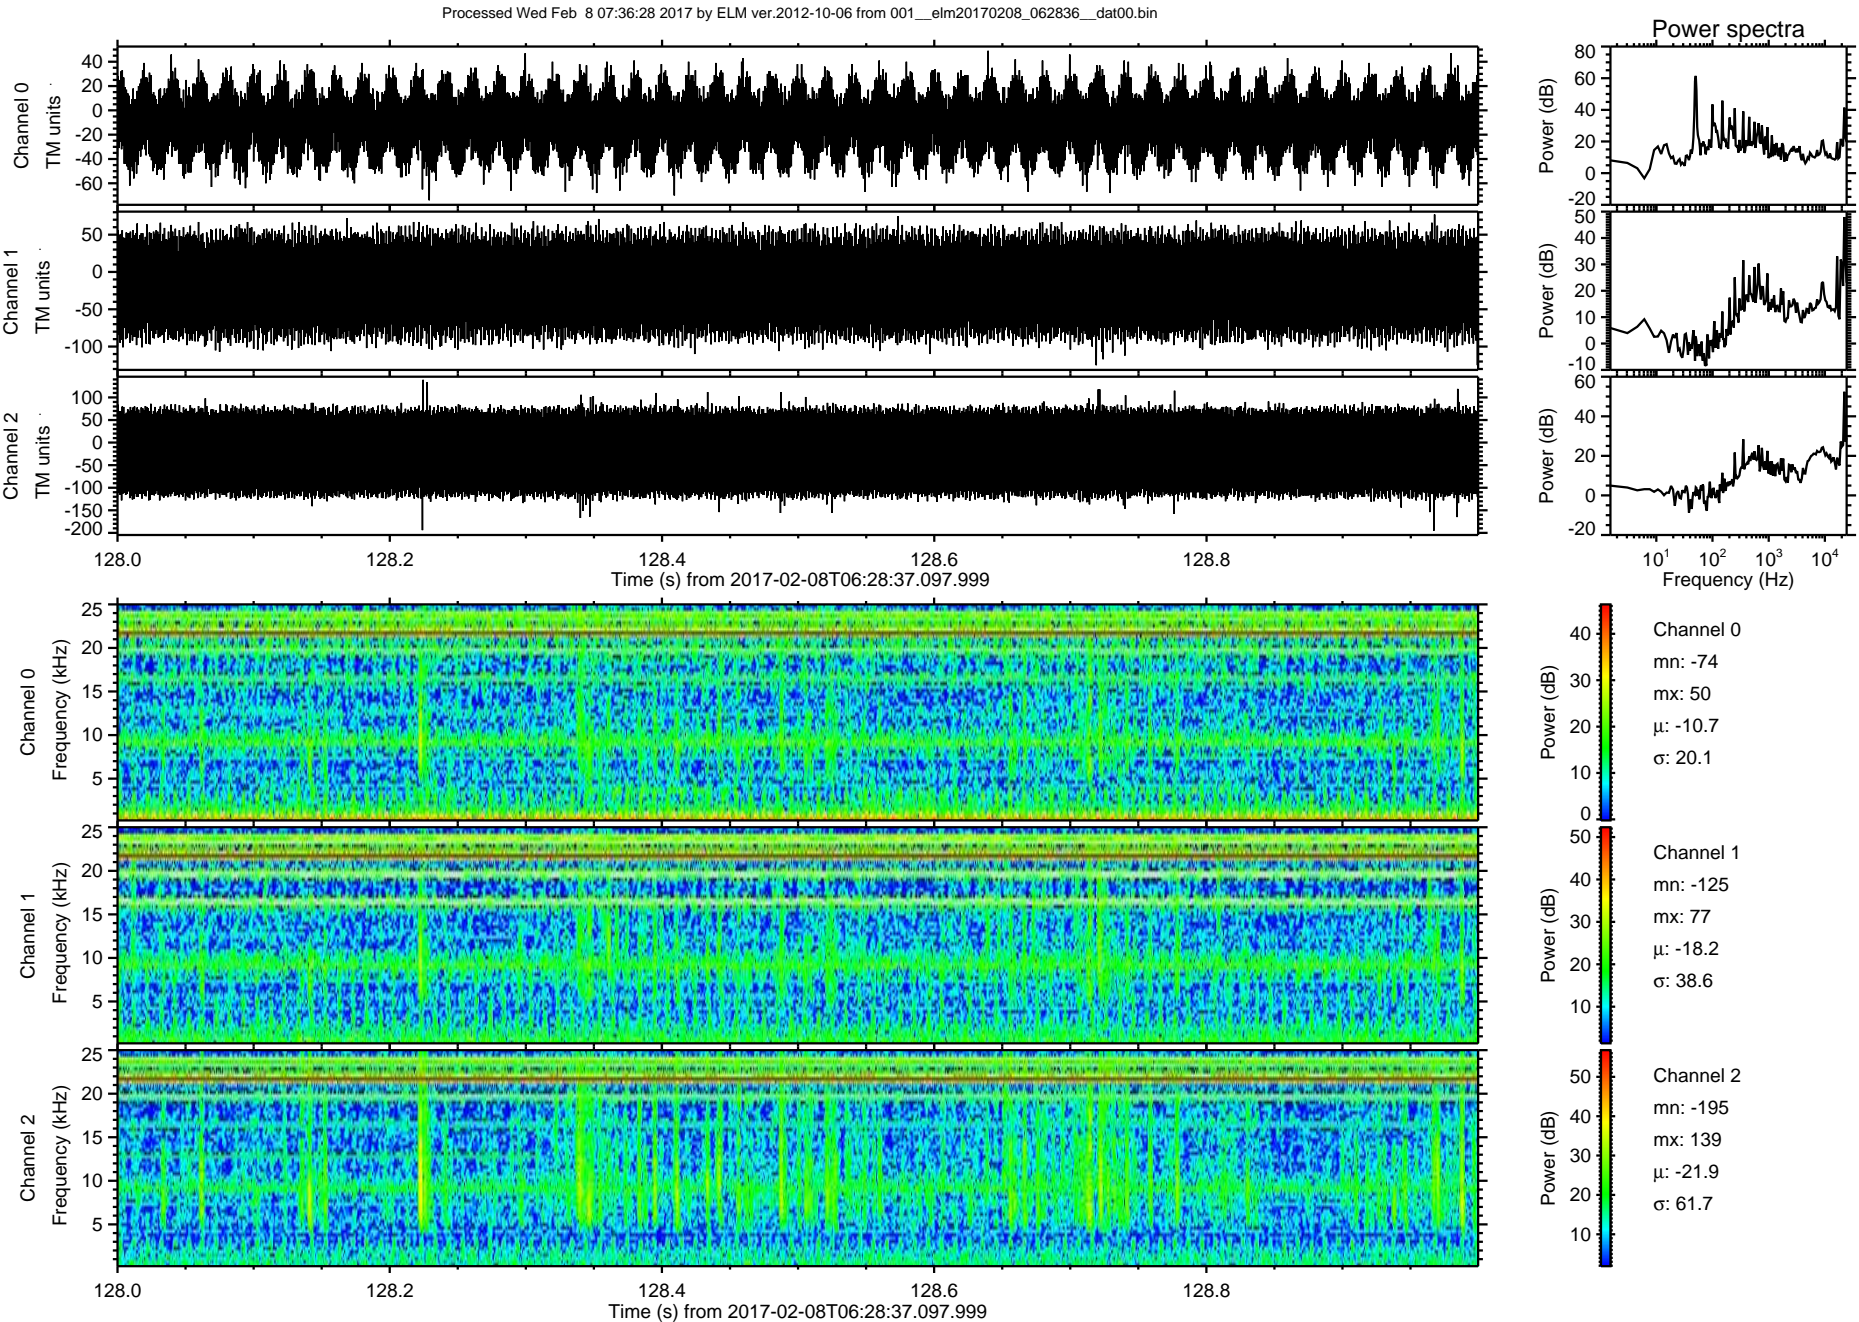 Processed Wed Feb  8 07:36:28 2017 by ELM ver.2012-10-06 from 001__elm20170208_062836__dat00.bin
Power spectra
Channel 0
TM units
40
20
0
-20
-40
-60
Power (dB)
80
60
40
20
0
-20
Channel 1
TM units
50
0
-50
-100
Power (dB)
50
40
30
20
10
0
-10
Channel 2
TM units
100
50
0
-50
-100
-150
-200
Power (dB)
60
40
20
0
-20
128.0 128.2 128.4 128.6 128.8
Time (s) from 2017-02-08T06:28:37.097.999
10^1 10^2 10^3 10^4
Frequency (Hz)
Channel 0
Frequency (kHz)
25
20
15
10
5
Power (dB)
40
30
20
10
0
Channel 0
mn: -74
mx: 50
μ: -10.7
σ: 20.1
Channel 1
Frequency (kHz)
25
20
15
10
5
Power (dB)
50
40
30
20
10
Channel 1
mn: -125
mx: 77
μ: -18.2
σ: 38.6
Channel 2
Frequency (kHz)
25
20
15
10
5
Power (dB)
50
40
30
20
10
Channel 2
mn: -195
mx: 139
μ: -21.9
σ: 61.7
128.0 128.2 128.4 128.6 128.8
Time (s) from 2017-02-08T06:28:37.097.999